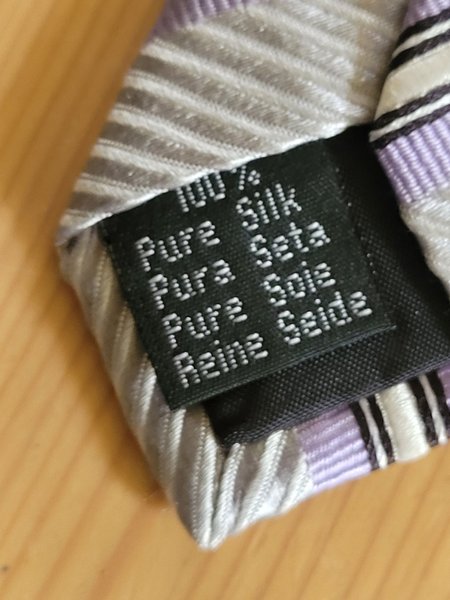 100%
Pure Silk
Pura Seta
Pure Soie
Reine Seide